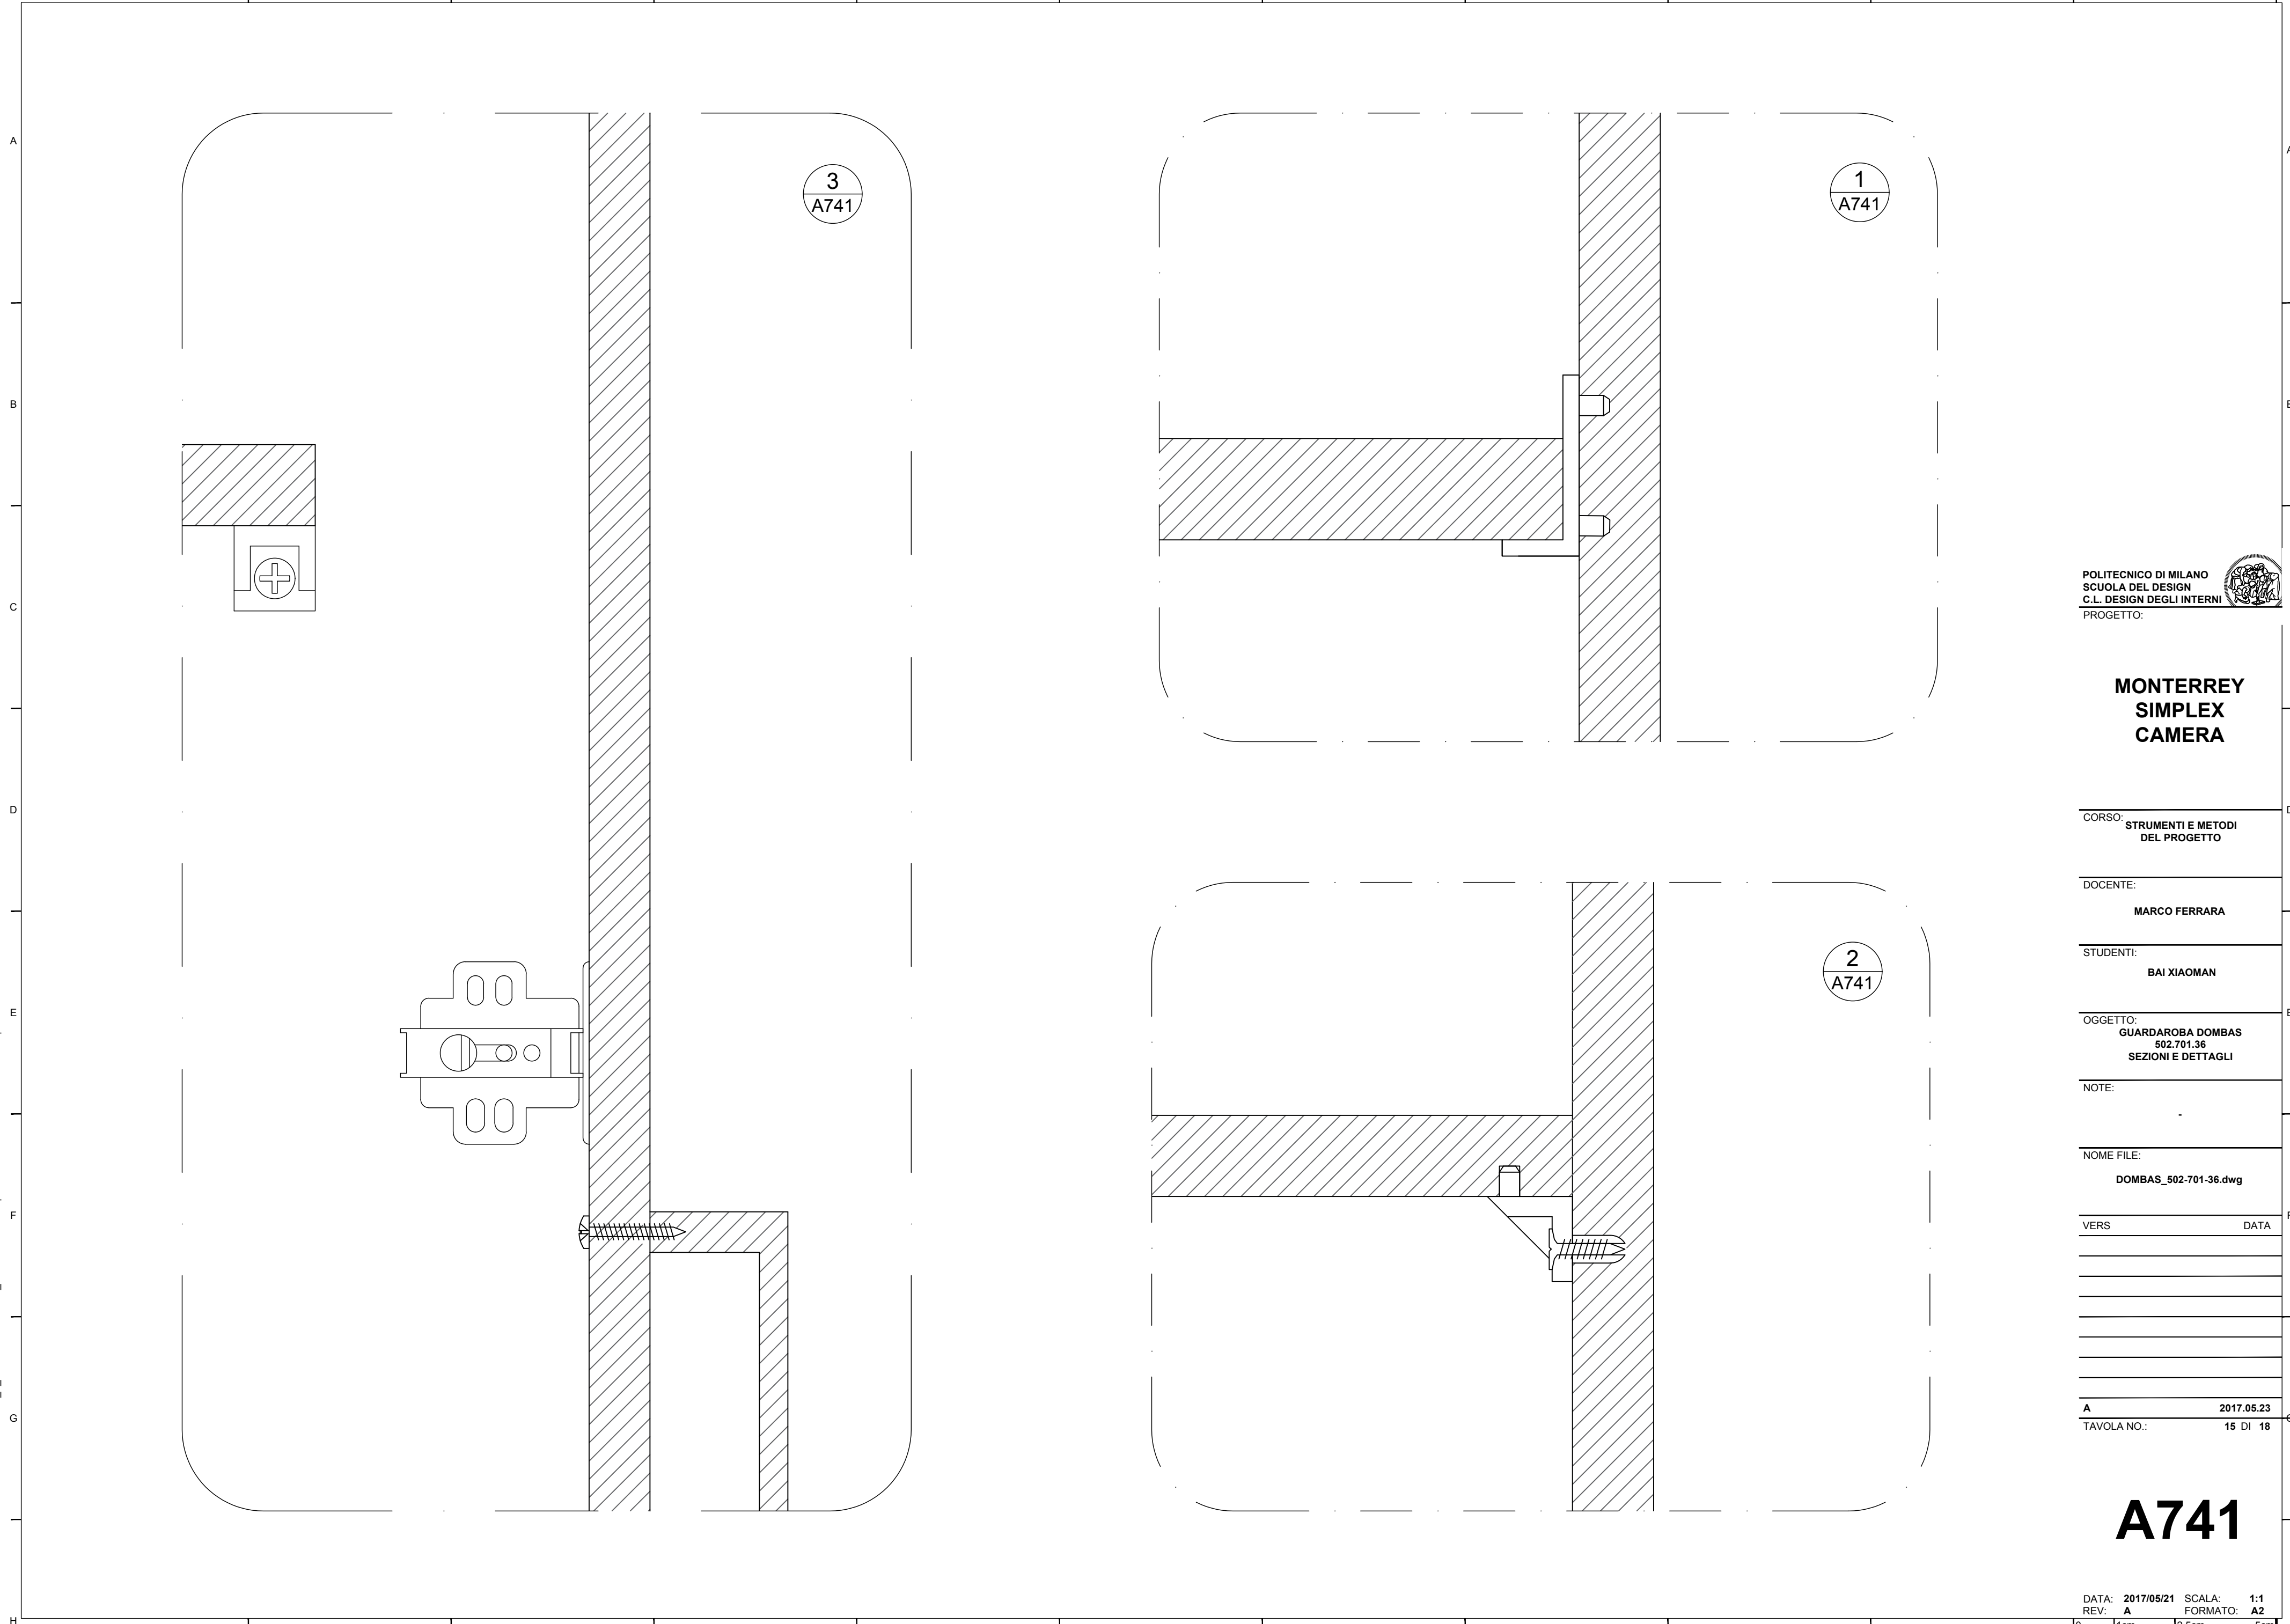 A
B
C
D
E
F
G
H
3
A741
1
A741
2
A741
A
D
POLITECNICO DI MILANO
SCUOLA DEL DESIGN
C.L. DESIGN DEGLI INTERNI
PROGETTO:
MONTERREY
SIMPLEX
CAMERA
CORSO:
STRUMENTI E METODI
DEL PROGETTO
DOCENTE:
MARCO FERRARA
STUDENTI:
BAI XIAOMAN
OGGETTO:
GUARDAROBA DOMBAS
502.701.36
SEZIONI E DETTAGLI
NOTE:
-
NOME FILE:
DOMBAS_502-701-36.dwg
VERS DATA
A 2017.05.23
TAVOLA NO.: 15 DI 18
A741
DATA: 2017/05/21 SCALA: 1:1
REV: A FORMATO: A2